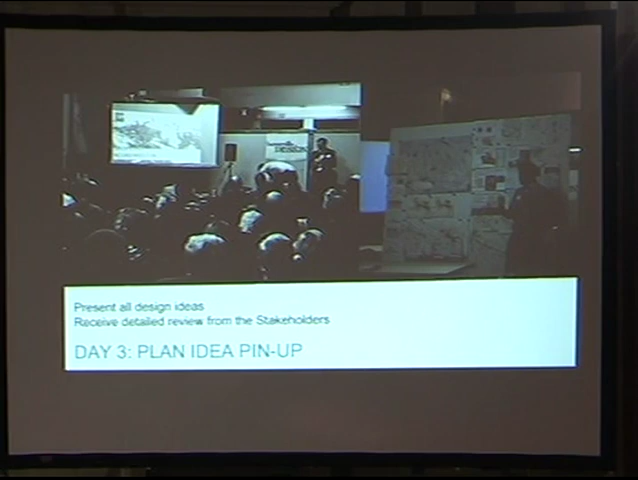 Present all design ideas
Receive detailed review from the Stakeholders
DAY 3: PLAN IDEA PIN-UP